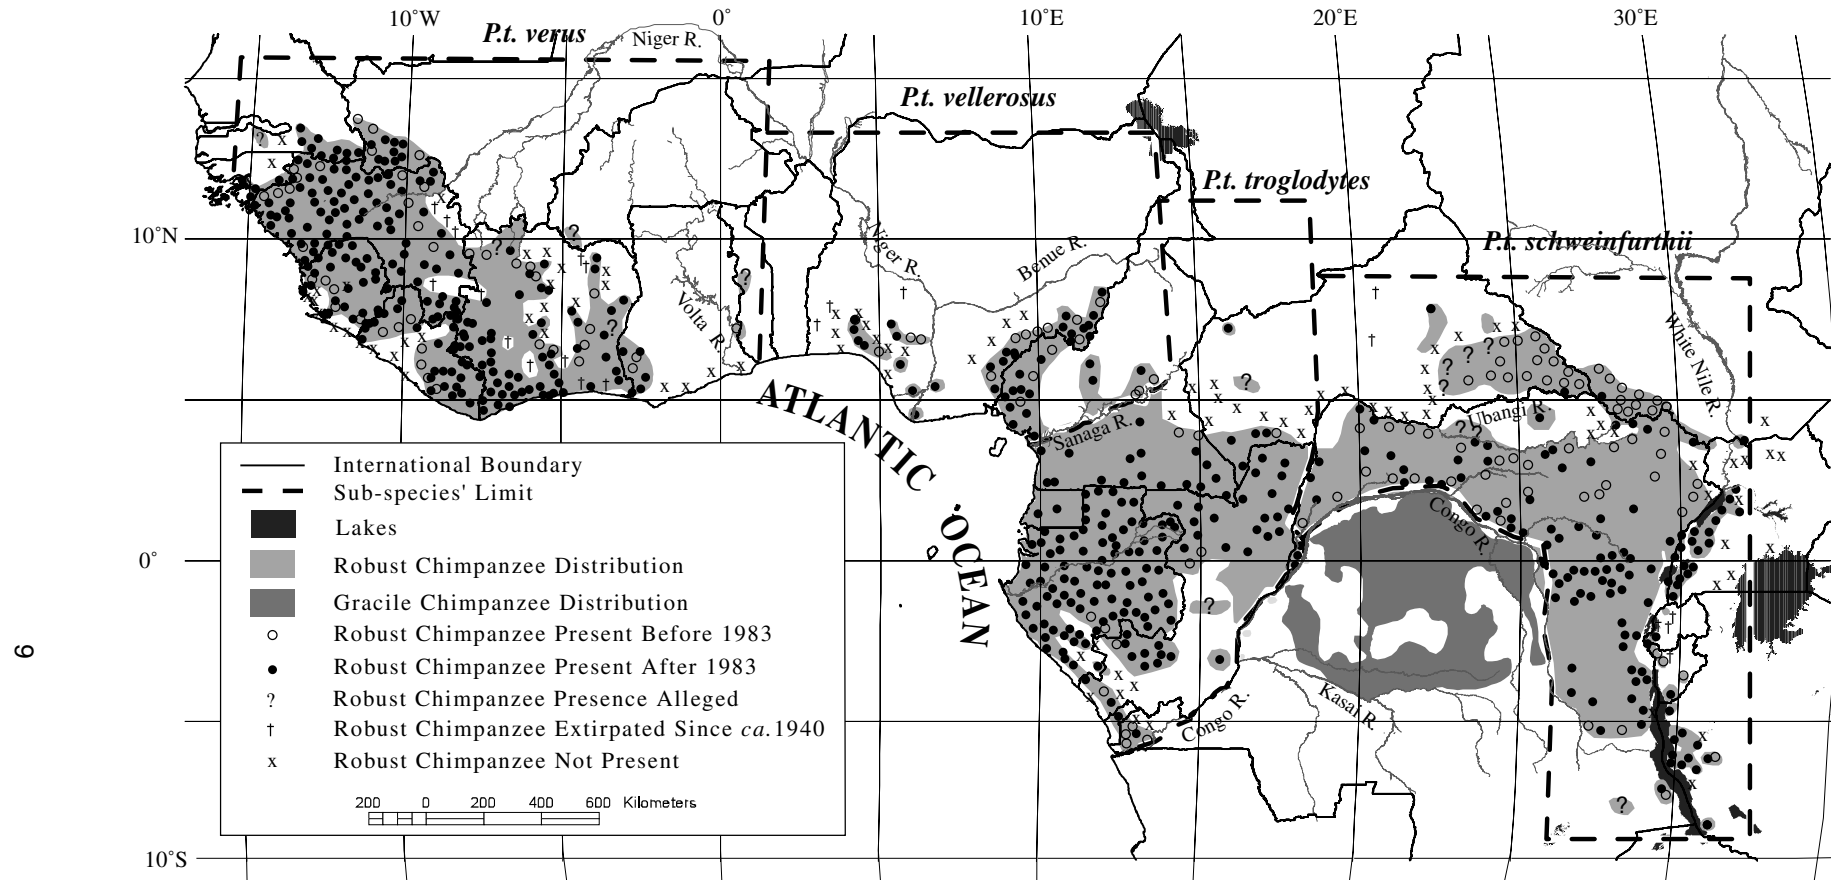 10°W
0°
10°E
20°E
30°E
P.t. verus
Niger R.
P.t. vellerosus
P.t. troglodytes
P.t. schweinfurthii
10°N
Niger R.
Benue R.
Volta R.
White Nile R.
ATLANTIC OCEAN
Sanaga R.
Ubangi R.
Congo R.
0°
Kasai R.
Congo R.
10°S
International Boundary
Sub-species' Limit
Lakes
Robust Chimpanzee Distribution
Gracile Chimpanzee Distribution
Robust Chimpanzee Present Before 1983
Robust Chimpanzee Present After 1983
? Robust Chimpanzee Presence Alleged
† Robust Chimpanzee Extirpated Since ca.1940
x Robust Chimpanzee Not Present
200 0 200 400 600 Kilometers
9